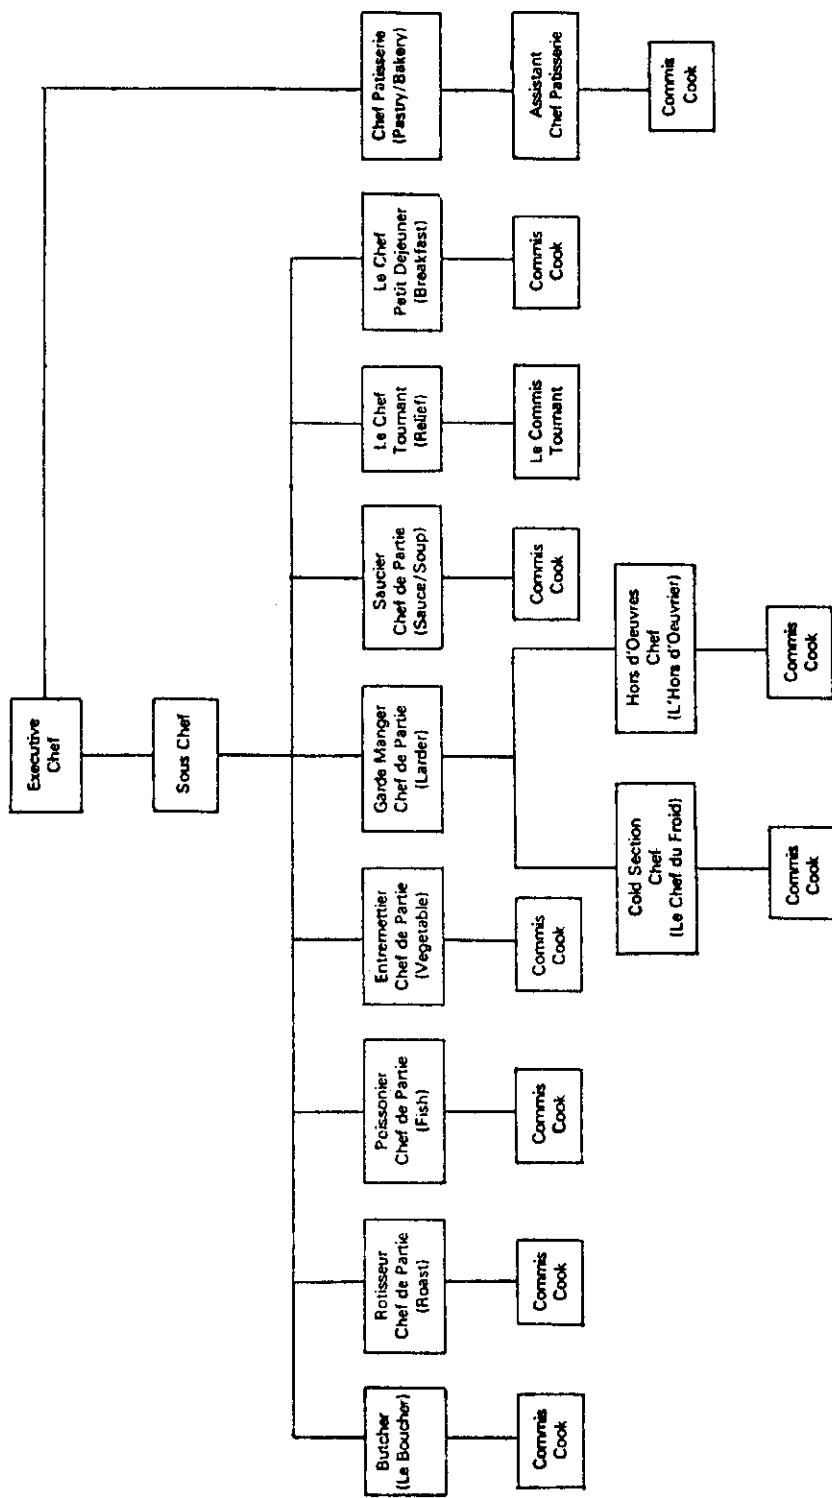 Executive
Chef
Sous Chef
Butcher
(Le Boucher)
Rotisseur
Chef de Partie
(Roast)
Poissonier
Chef de Partie
(Fish)
Entremettier
Chef de Partie
(Vegetable)
Garde Manger
Chef de Partie
(Larder)
Saucier
Chef de Partie
(Sauce/Soup)
Le Chef
Tournant
(Relief)
Le Chef
Petit Dejeuner
(Breakfast)
Chef Patisserie
(Pastry/Bakery)
Commis
Cook
Commis
Cook
Commis
Cook
Commis
Cook
Commis
Cook
Le Commis
Tournant
Commis
Cook
Assistant
Chef Patisserie
Cold Section
Chef
(Le Chef du Froid)
Hors d'Oeuvres
Chef
(L'Hors d'Oeuvrier)
Commis
Cook
Commis
Cook
Commis
Cook